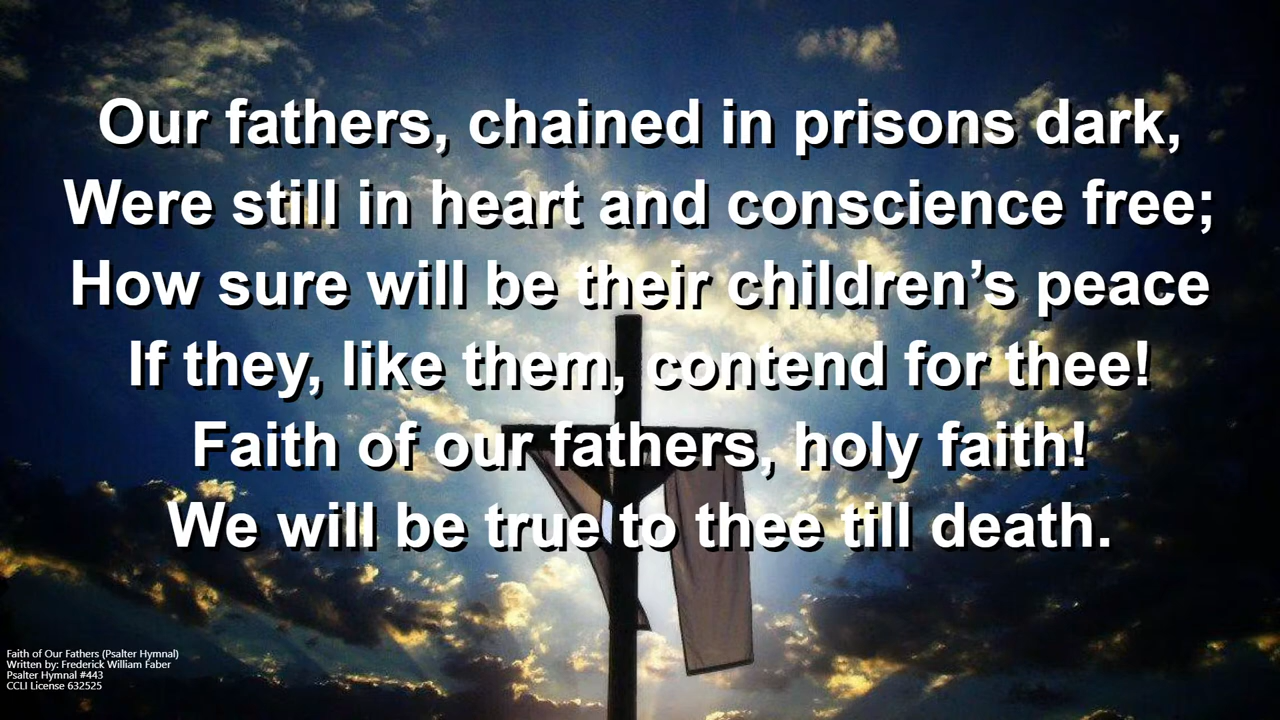 Our fathers, chained in prisons dark,
Were still in heart and conscience free;
How sure will be their children’s peace
If they, like them, contend for thee!
Faith of our fathers, holy faith!
We will be true to thee till death.
Faith of Our Fathers (Psalter Hymnal)
Written by: Frederick William Faber
Psalter Hymnal #443
CCLI License 632525